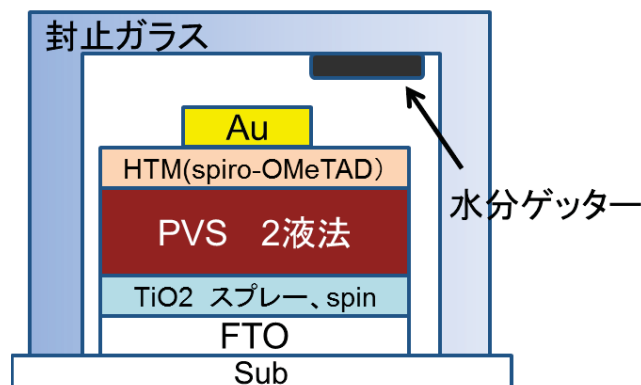 封止ガラス
Au
HTM(spiro-OMeTAD）
水分ゲッター
PVS　2液法
TiO2 スプレー、spin
FTO
Sub